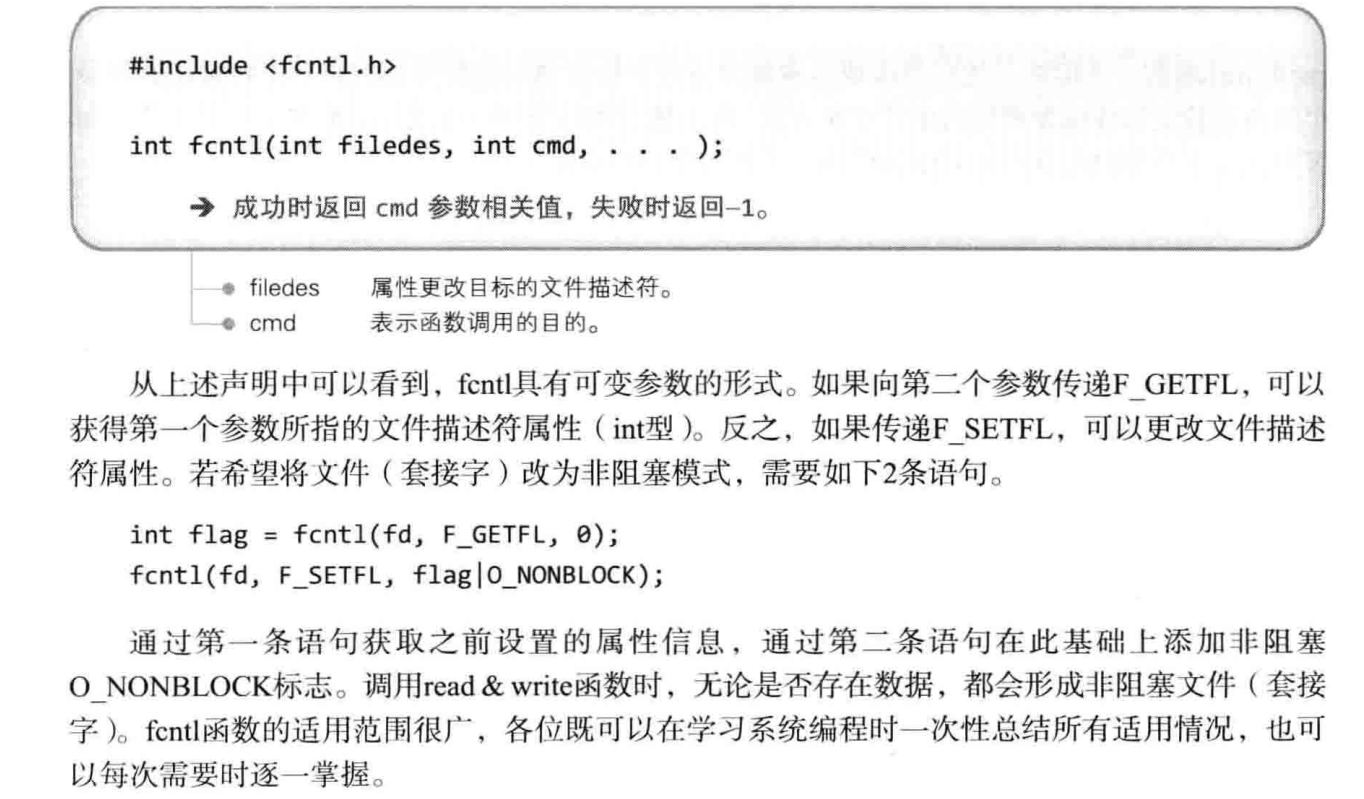 #include <fcntl.h>
int fcntl(int filedes, int cmd, . . . );
➔ 成功时返回 cmd 参数相关值，失败时返回–1。
filedes 属性更改目标的文件描述符。
cmd 表示函数调用的目的。
从上述声明中可以看到，fcntl具有可变参数的形式。如果向第二个参数传递F_GETFL，可以
获得第一个参数所指的文件描述符属性（int型）。反之，如果传递F_SETFL，可以更改文件描述
符属性。若希望将文件（套接字）改为非阻塞模式，需要如下2条语句。
int flag = fcntl(fd, F_GETFL, 0);
fcntl(fd, F_SETFL, flag|O_NONBLOCK);
通过第一条语句获取之前设置的属性信息，通过第二条语句在此基础上添加非阻塞
O_NONBLOCK标志。调用read & write函数时，无论是否存在数据，都会形成非阻塞文件（套接
字）。fcntl函数的适用范围很广，各位既可以在学习系统编程时一次性总结所有适用情况，也可
以每次需要时逐一掌握。